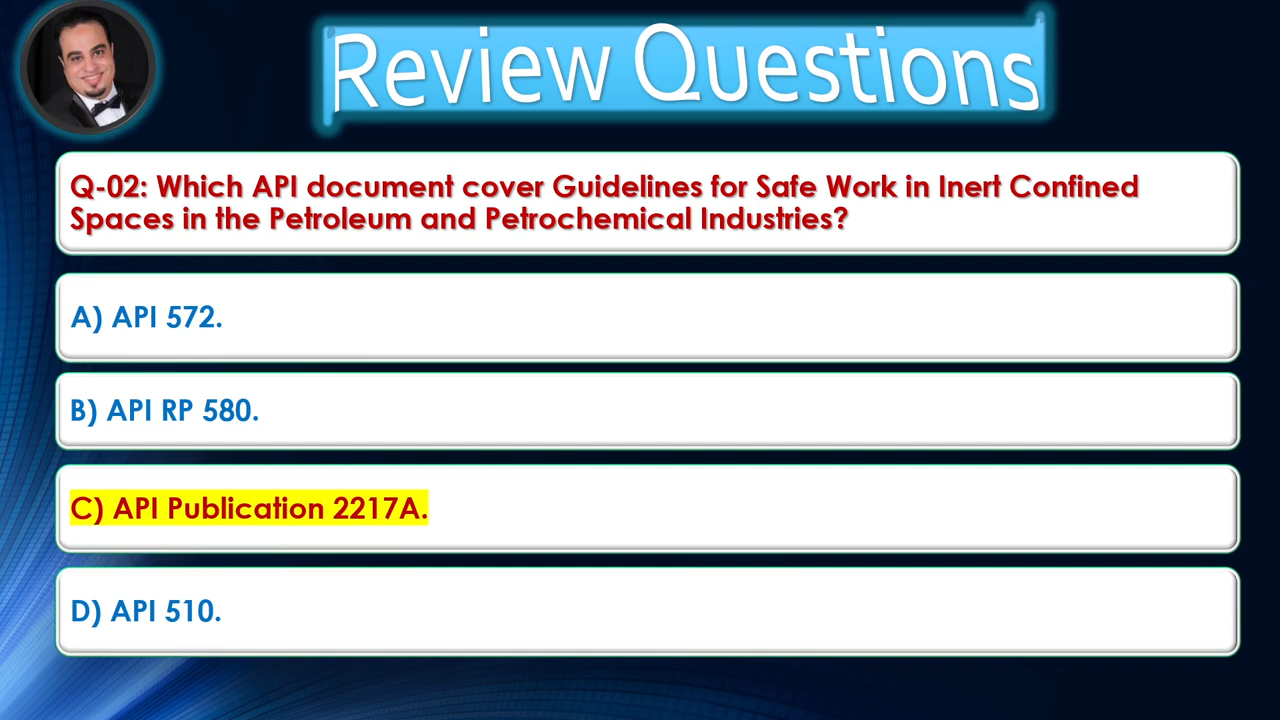 Review Questions
Q-02: Which API document cover Guidelines for Safe Work in Inert Confined
Spaces in the Petroleum and Petrochemical Industries?
A) API 572.
B) API RP 580.
C) API Publication 2217A.
D) API 510.